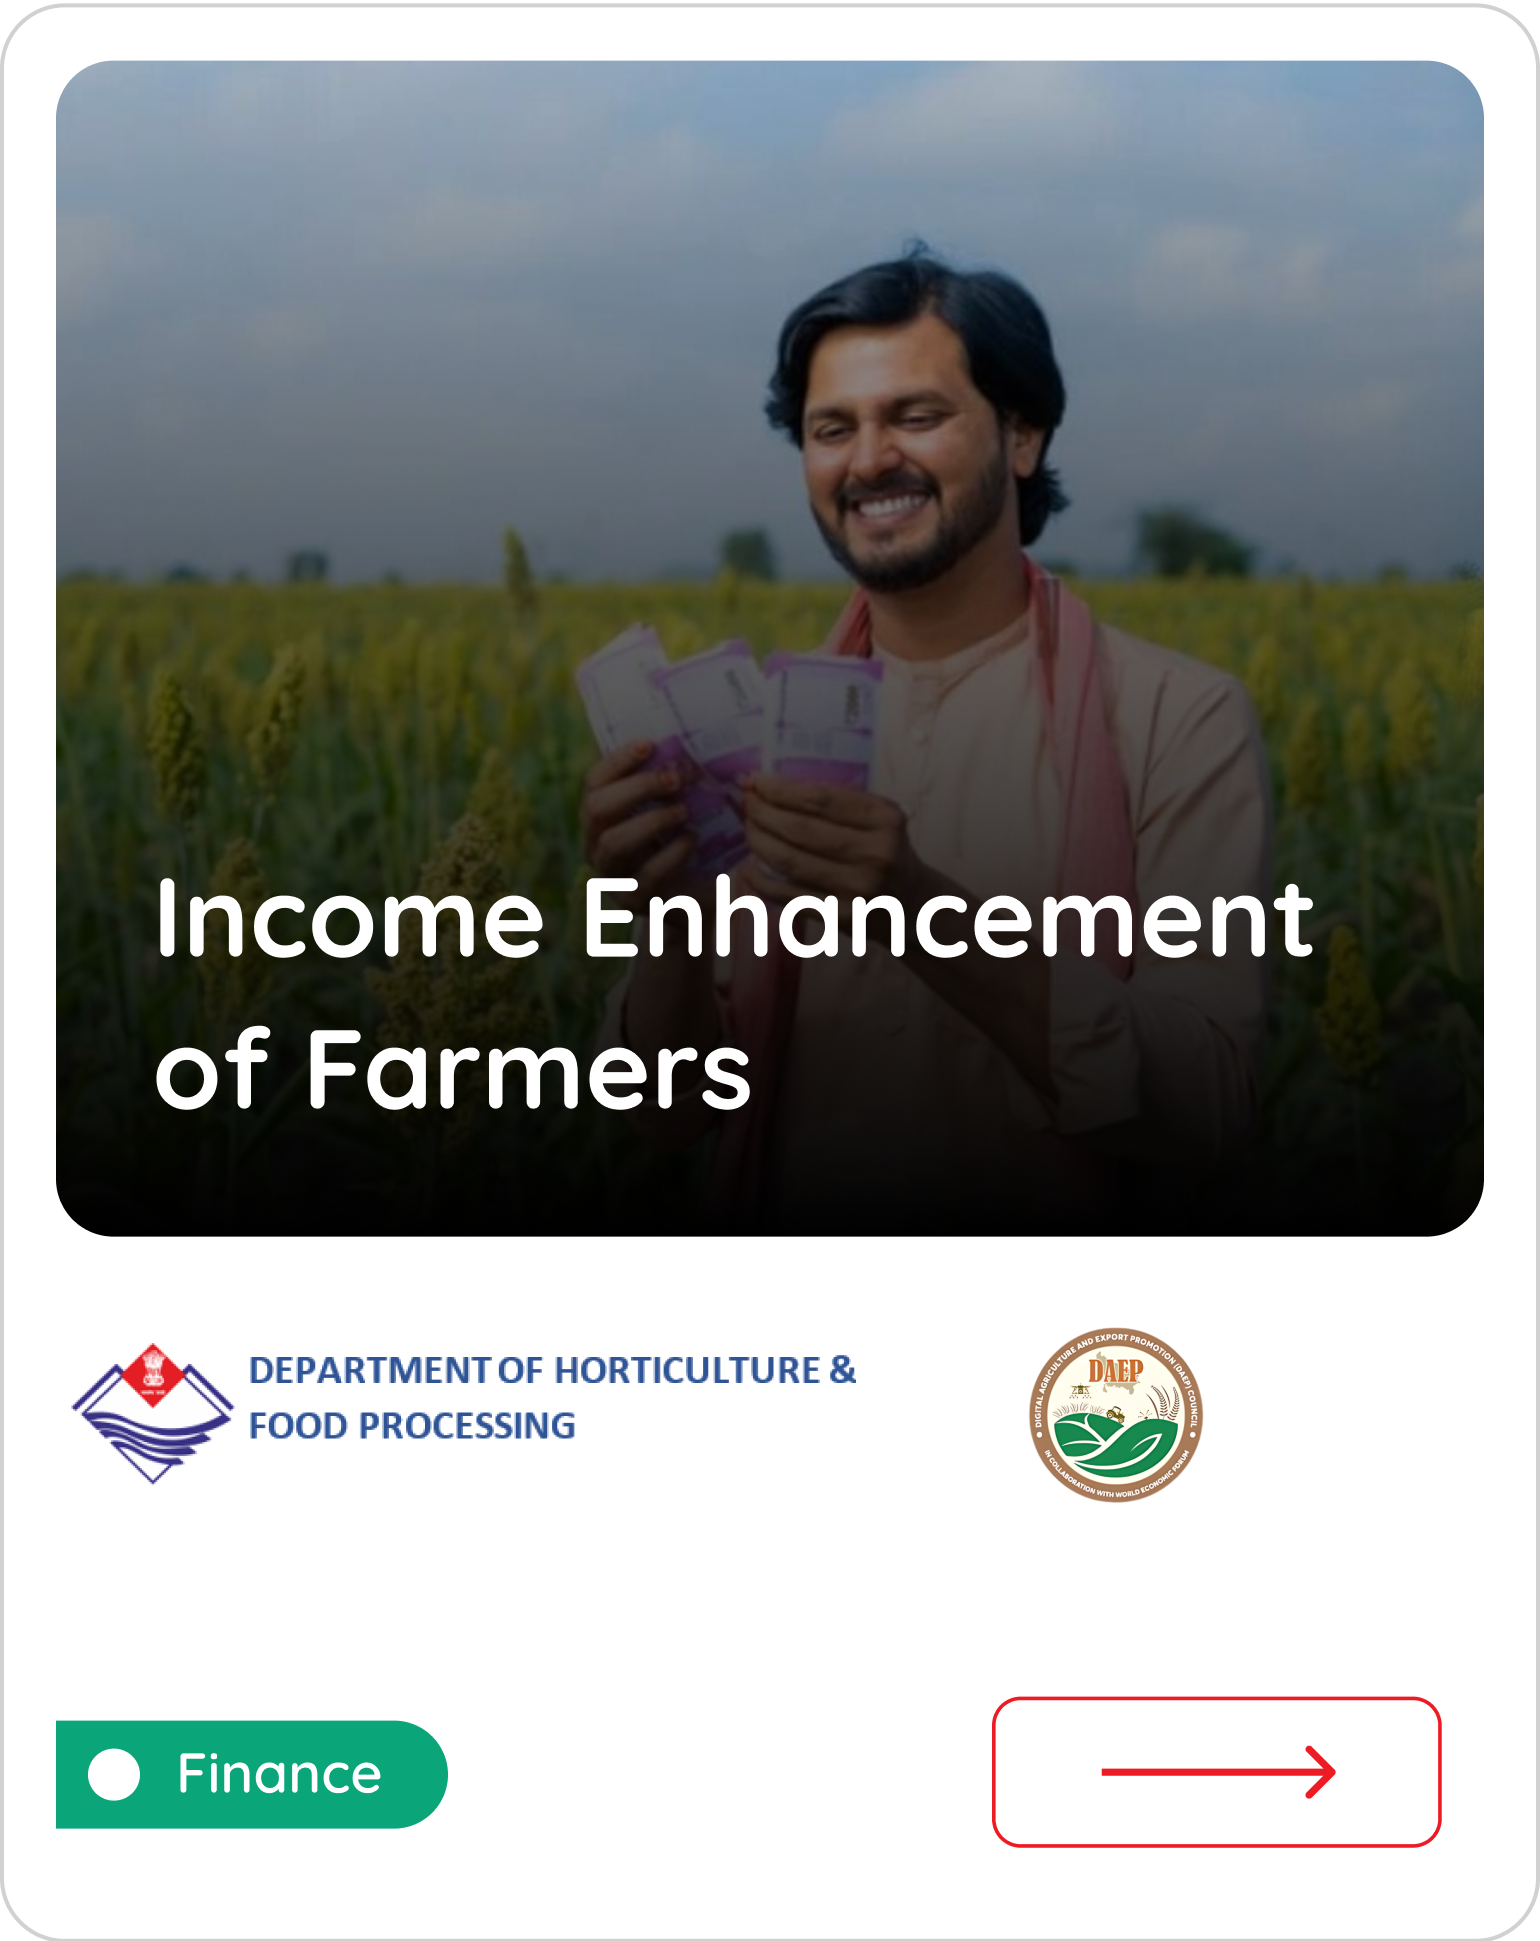 Income Enhancement
of Farmers
DEPARTMENT OF HORTICULTURE &
FOOD PROCESSING
DIGITAL AGRICULTURE AND EXPORT PROMOTION (DAEP) COUNCIL
DAEP
IN COLLABORATION WITH WORLD ECONOMIC FORUM
Finance